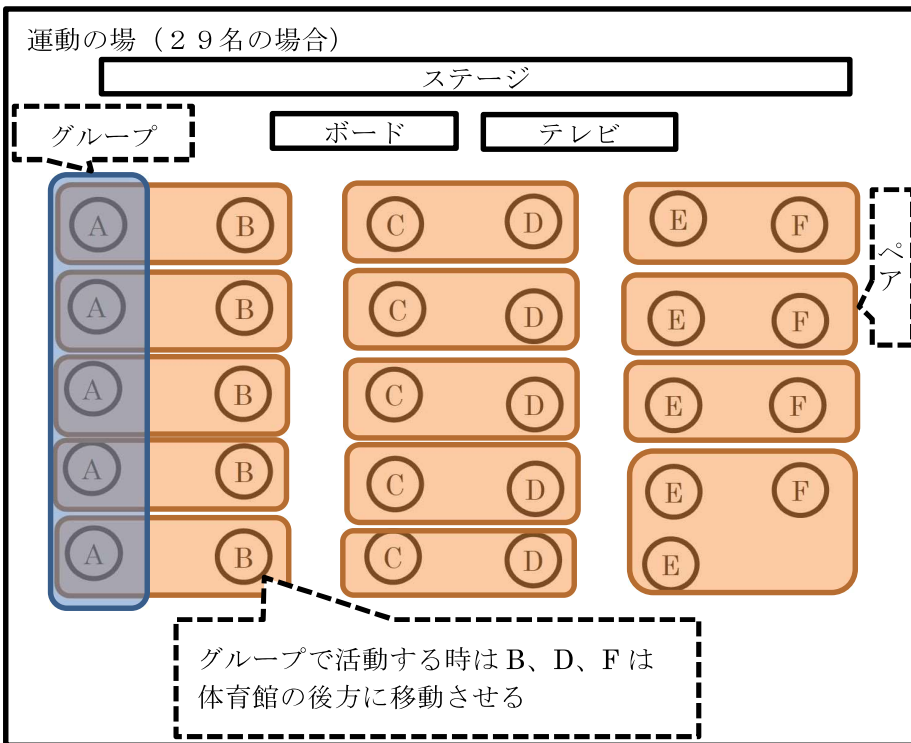 運動の場（２９名の場合）
ステージ
グループ
ボード
テレビ
A B C D E F
ペア
A B C D E F
A B C D E F
A B C D E F
A B C D E
グループで活動する時は B、D、F は
体育館の後方に移動させる